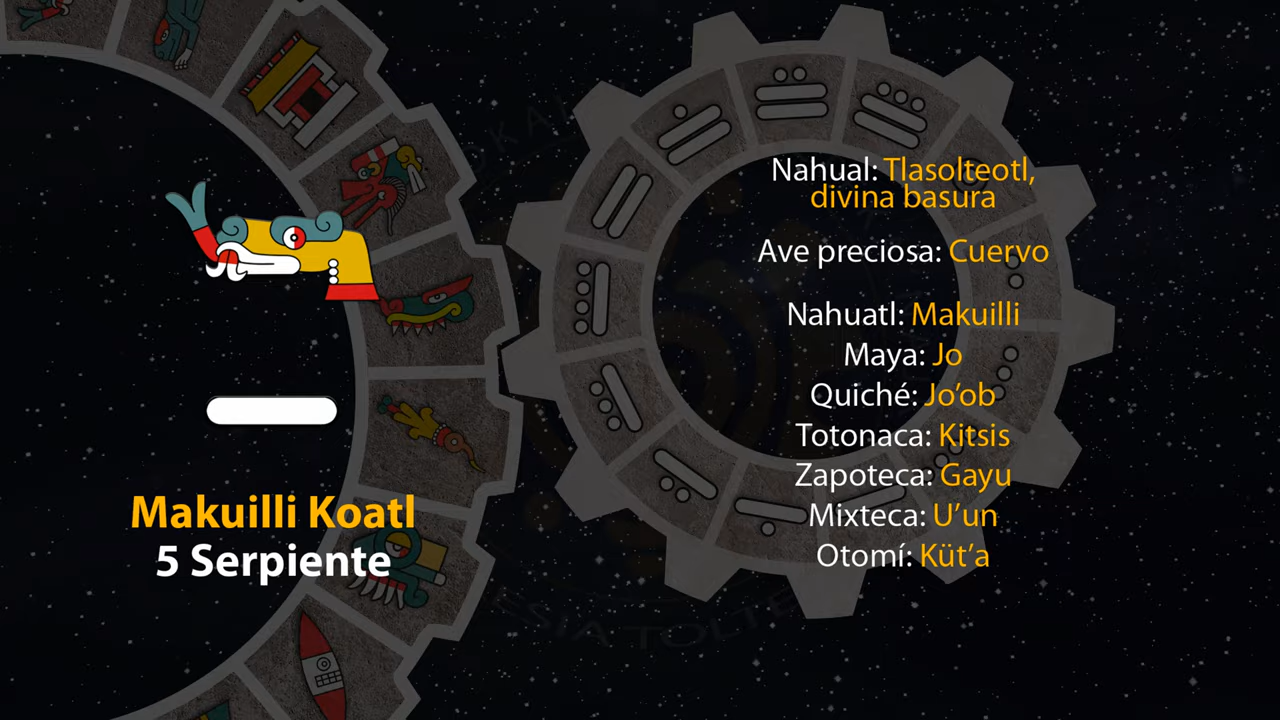 Nahual: Tlasolteotl,
divina basura
Ave preciosa: Cuervo
Nahuatl: Makuilli
Maya: Jo
Quiché: Jo’ob
Totonaca: Kitsis
Zapoteca: Gayu
Mixteca: U’un
Otomí: Küt’a
Makuilli Koatl
5 Serpiente